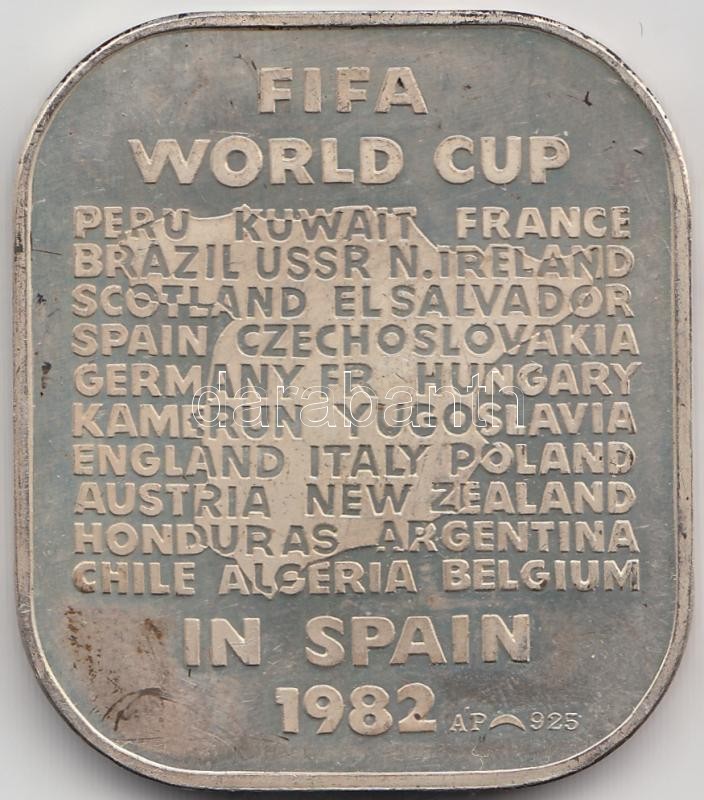 FIFA
WORLD CUP
PERU KUWAIT FRANCE
BRAZIL USSR N.IRELAND
SCOTLAND EL SALVADOR
SPAIN CZECHOSLOVAKIA
GERMANY FR. HUNGARY
darabanth
KAMERUN YUGOSLAVIA
ENGLAND ITALY POLAND
AUSTRIA NEW ZEALAND
HONDURAS ARGENTINA
CHILE ALGERIA BELGIUM
IN SPAIN
1982 AP 925